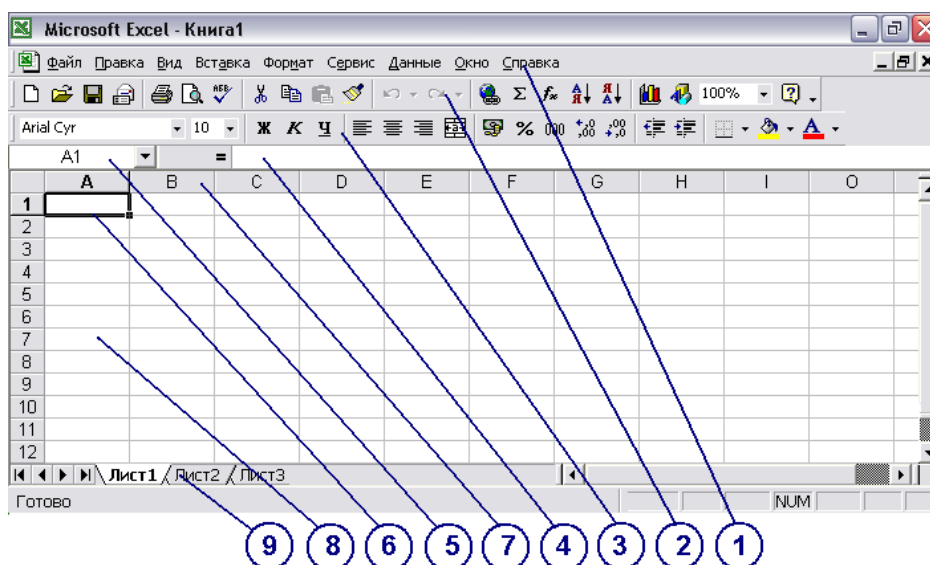 Microsoft Excel - Книга1
Файл Правка Вид Вставка Формат Сервис Данные Окно Справка
100%
Arial Cyr 10 Ж К Ч % 000
A1 =
A B C D E F G H I O
1
2
3
4
5
6
7
8
9
10
11
12
Лист1 Лист2 Лист3
Готово NUM
9 8 6 5 7 4 3 2 1